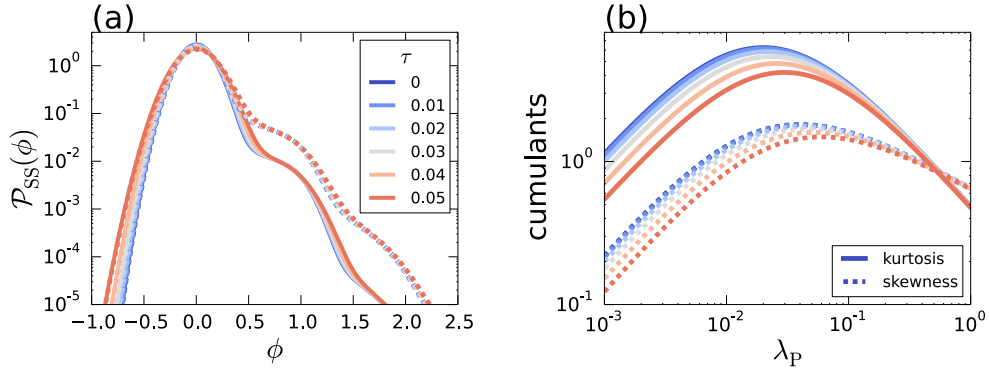 (a)
(b)
10^0
10^-1
10^-2
10^-3
10^-4
10^-5
P_SS(ϕ)
−1.0 −0.5 0.0 0.5 1.0 1.5 2.0 2.5
ϕ
τ
0
0.01
0.02
0.03
0.04
0.05
cumulants
10^0
10^-1
10^-3 10^-2 10^-1 10^0
λ_P
kurtosis
skewness